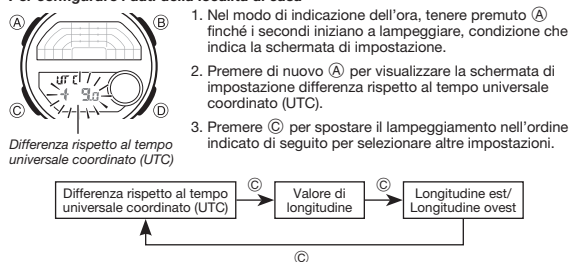 Per configurare i dati della località di casa
1. Nel modo di indicazione dell'ora, tenere premuto Ⓐ
finché i secondi iniziano a lampeggiare, condizione che
indica la schermata di impostazione.
2. Premere di nuovo Ⓐ per visualizzare la schermata di
impostazione differenza rispetto al tempo universale
coordinato (UTC).
3. Premere Ⓒ per spostare il lampeggiamento nell'ordine
indicato di seguito per selezionare altre impostazioni.
Ⓐ Ⓑ
UTC
+ 9.0
Ⓒ Ⓓ
Differenza rispetto al tempo
universale coordinato (UTC)
Differenza rispetto al tempo
universale coordinato (UTC)
Ⓒ
Valore di
longitudine
Ⓒ
Longitudine est/
Longitudine ovest
Ⓒ